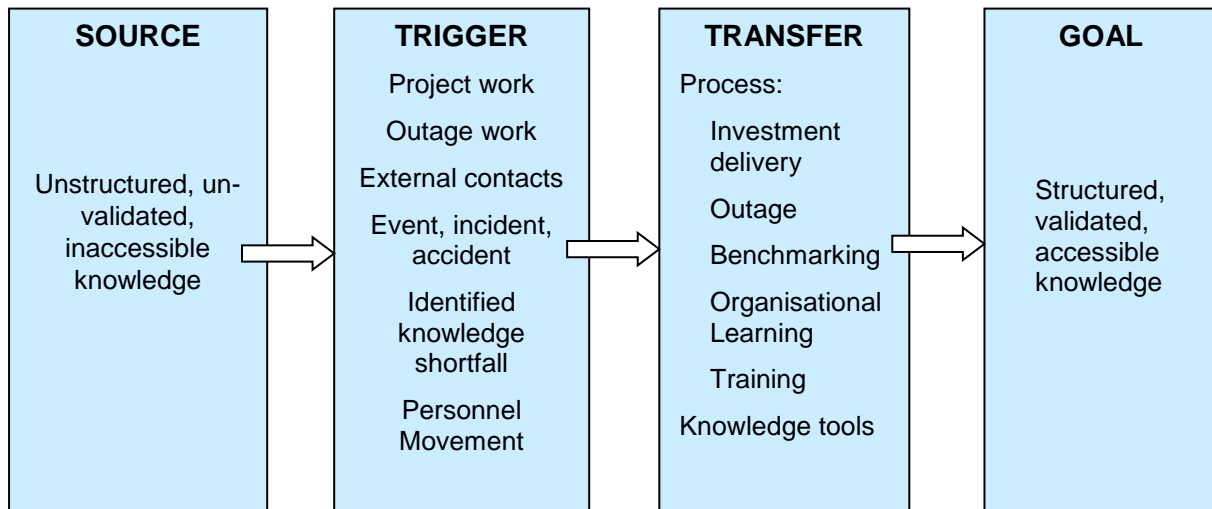 SOURCE
Unstructured, un-
validated,
inaccessible
knowledge
TRIGGER
Project work
Outage work
External contacts
Event, incident,
accident
Identified
knowledge
shortfall
Personnel
Movement
TRANSFER
Process:
Investment
delivery
Outage
Benchmarking
Organisational
Learning
Training
Knowledge tools
GOAL
Structured,
validated,
accessible
knowledge